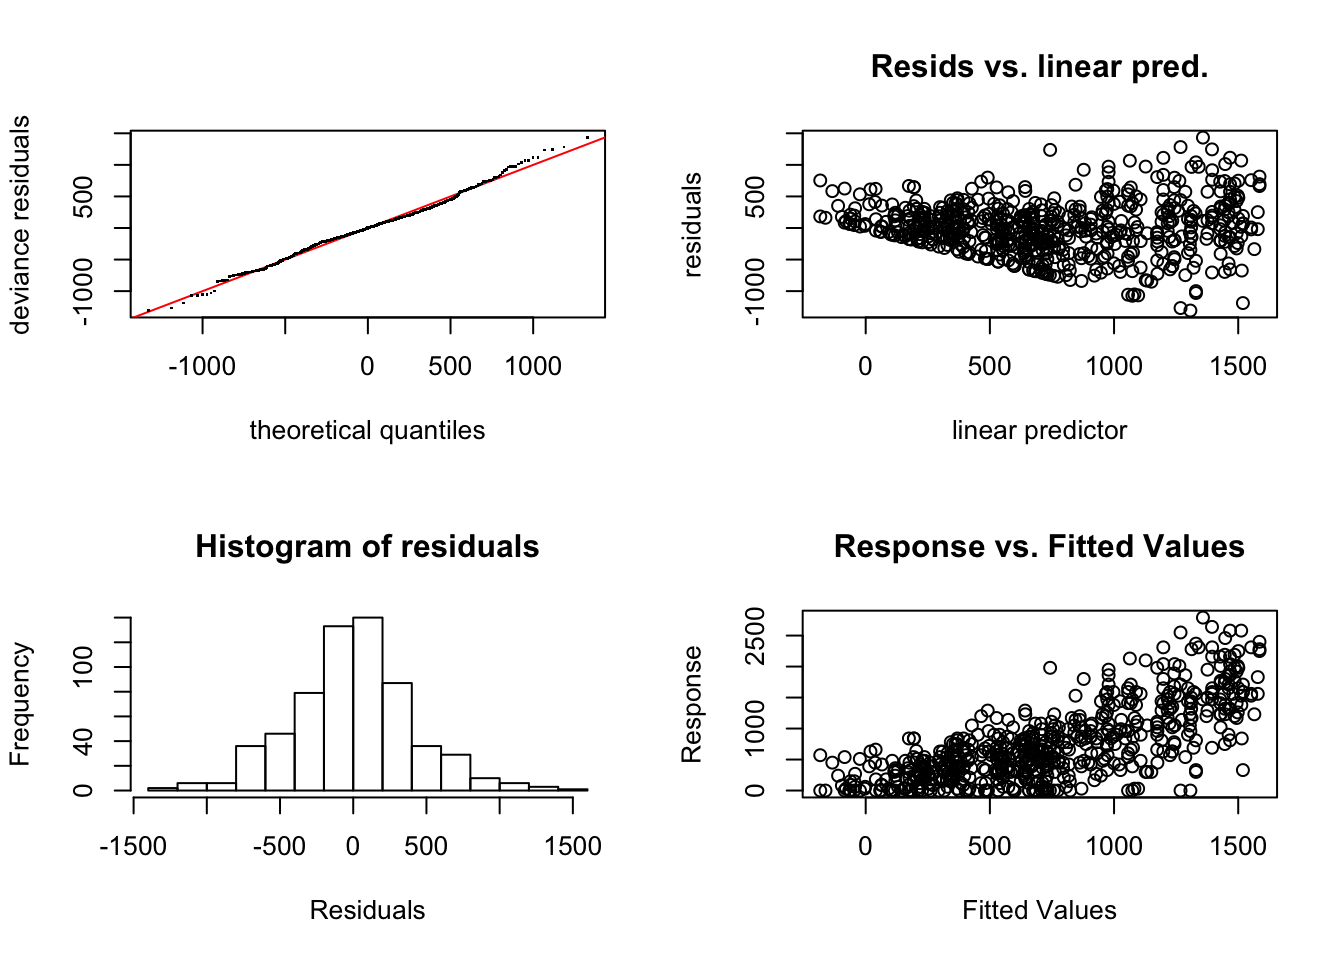 deviance residuals
500
-1000
-1000
0
500
1000
theoretical quantiles
Resids vs. linear pred.
residuals
500
-1000
0
500
1000
1500
linear predictor
Histogram of residuals
Frequency
100
40
0
-1500
-500
0
500
1500
Residuals
Response vs. Fitted Values
Response
2500
1000
0
0
500
1000
1500
Fitted Values